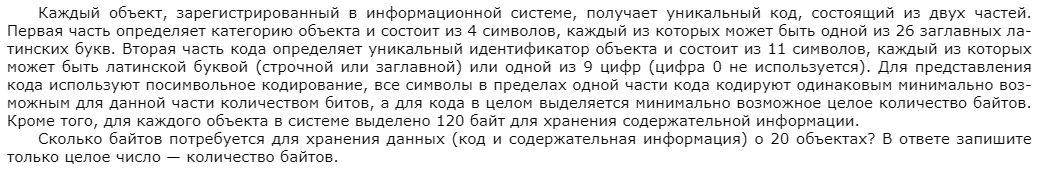 Каждый объект, зарегистрированный в информационной системе, получает уникальный код, состоящий из двух частей.
Первая часть определяет категорию объекта и состоит из 4 символов, каждый из которых может быть одной из 26 заглавных ла-
тинских букв. Вторая часть кода определяет уникальный идентификатор объекта и состоит из 11 символов, каждый из которых
может быть латинской буквой (строчной или заглавной) или одной из 9 цифр (цифра 0 не используется). Для представления
кода используют посимвольное кодирование, все символы в пределах одной части кода кодируют одинаковым минимально воз-
можным для данной части количеством битов, а для кода в целом выделяется минимально возможное целое количество байтов.
Кроме того, для каждого объекта в системе выделено 120 байт для хранения содержательной информации.
Сколько байтов потребуется для хранения данных (код и содержательная информация) о 20 объектах? В ответе запишите
только целое число — количество байтов.